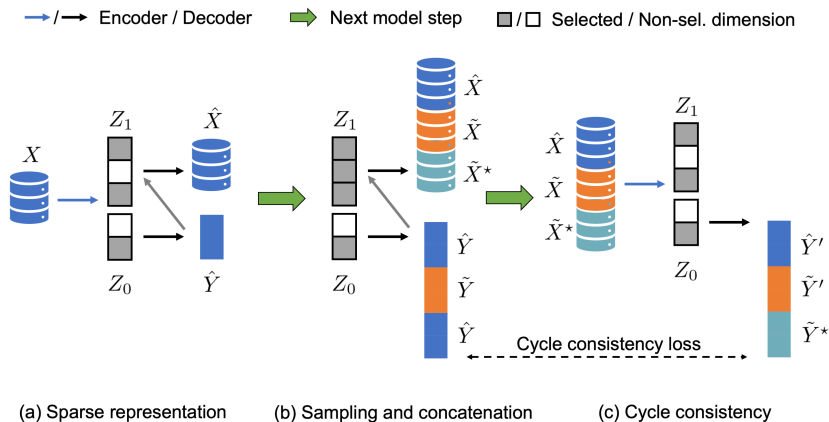 / Encoder / Decoder
Next model step
/ Selected / Non-sel. dimension
X
Z₁
X̂
Z₀
Ŷ
Z₁
X̂
X̃
X̃⋆
Z₀
Ŷ
Ỹ
Ŷ
X̂
X̃
X̃⋆
Z₁
Z₀
Ŷ′
Ỹ′
Ỹ⋆
Cycle consistency loss
(a) Sparse representation
(b) Sampling and concatenation
(c) Cycle consistency